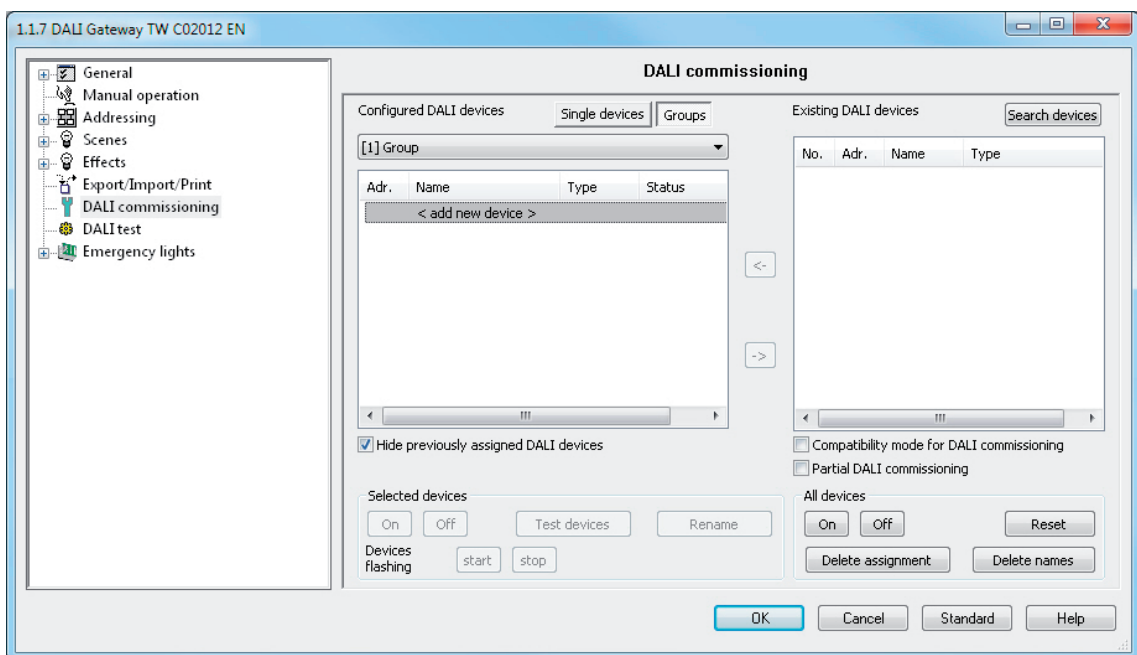 1.1.7 DALI Gateway TW C02012 EN
General
Manual operation
Addressing
Scenes
Effects
Export/Import/Print
DALI commissioning
DALI test
Emergency lights
DALI commissioning
Configured DALI devices
Single devices
Groups
[1] Group
Adr. Name Type Status
< add new device >
Hide previously assigned DALI devices
<-
->
Existing DALI devices
Search devices
No. Adr. Name Type
Compatibility mode for DALI commissioning
Partial DALI commissioning
Selected devices
On Off Test devices Rename
Devices
flashing
start stop
All devices
On Off Reset
Delete assignment Delete names
OK Cancel Standard Help